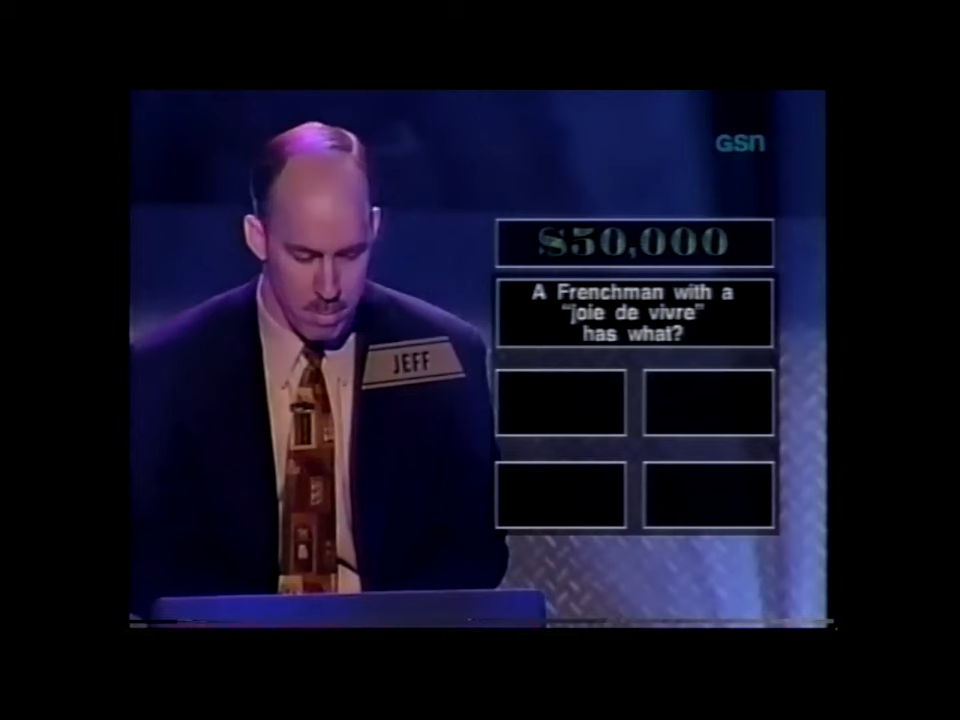 GSN
$50,000
A Frenchman with a
"joie de vivre"
has what?
JEFF